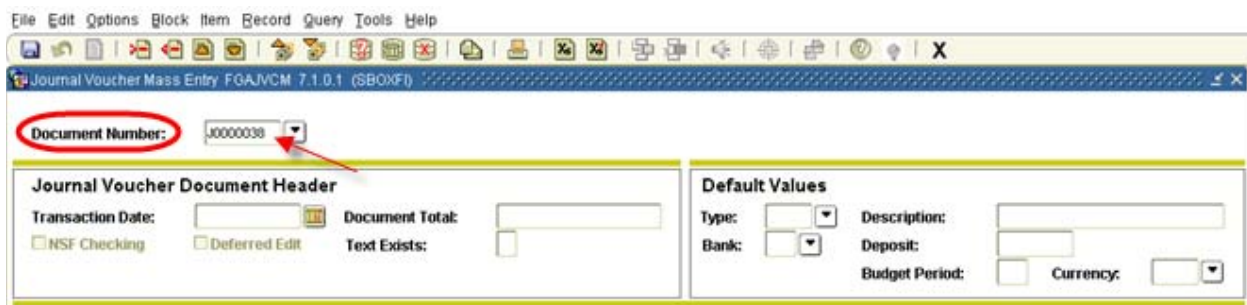 File Edit Options Block Item Record Query Tools Help
X
Journal Voucher Mass Entry FGAJVCM 7.1.0.1 (SBOXFI)
Document Number: J0000038
Journal Voucher Document Header
Default Values
Transaction Date: Document Total: Type: Description:
NSF Checking Deferred Edit Text Exists: Bank: Deposit:
Budget Period: Currency: